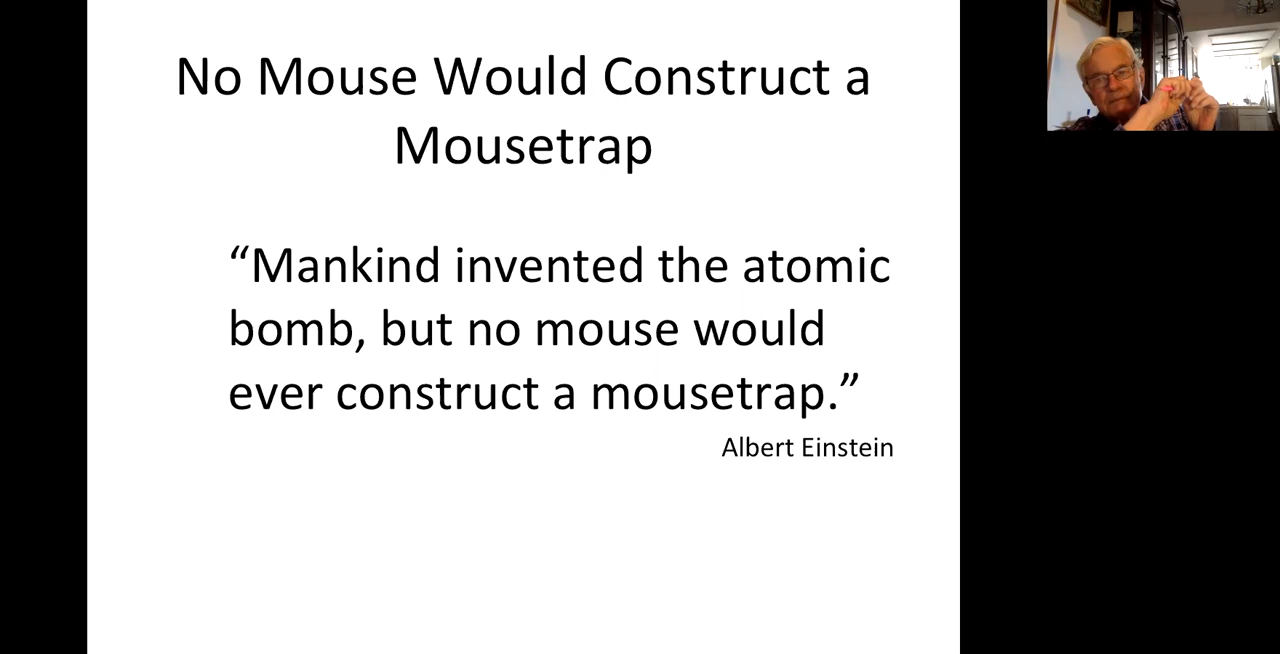 No Mouse Would Construct a
Mousetrap
“Mankind invented the atomic
bomb, but no mouse would
ever construct a mousetrap.”
Albert Einstein